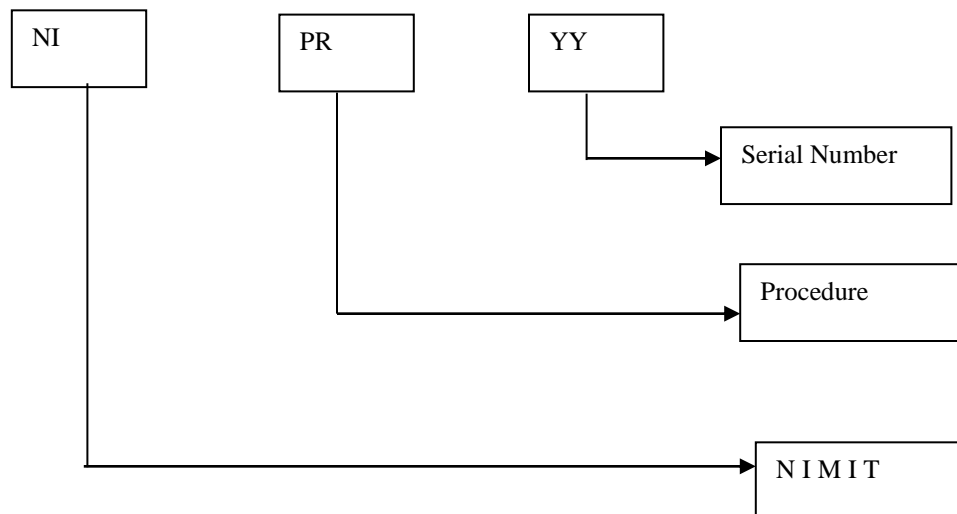 NI
PR
YY
Serial Number
Procedure
N I M I T